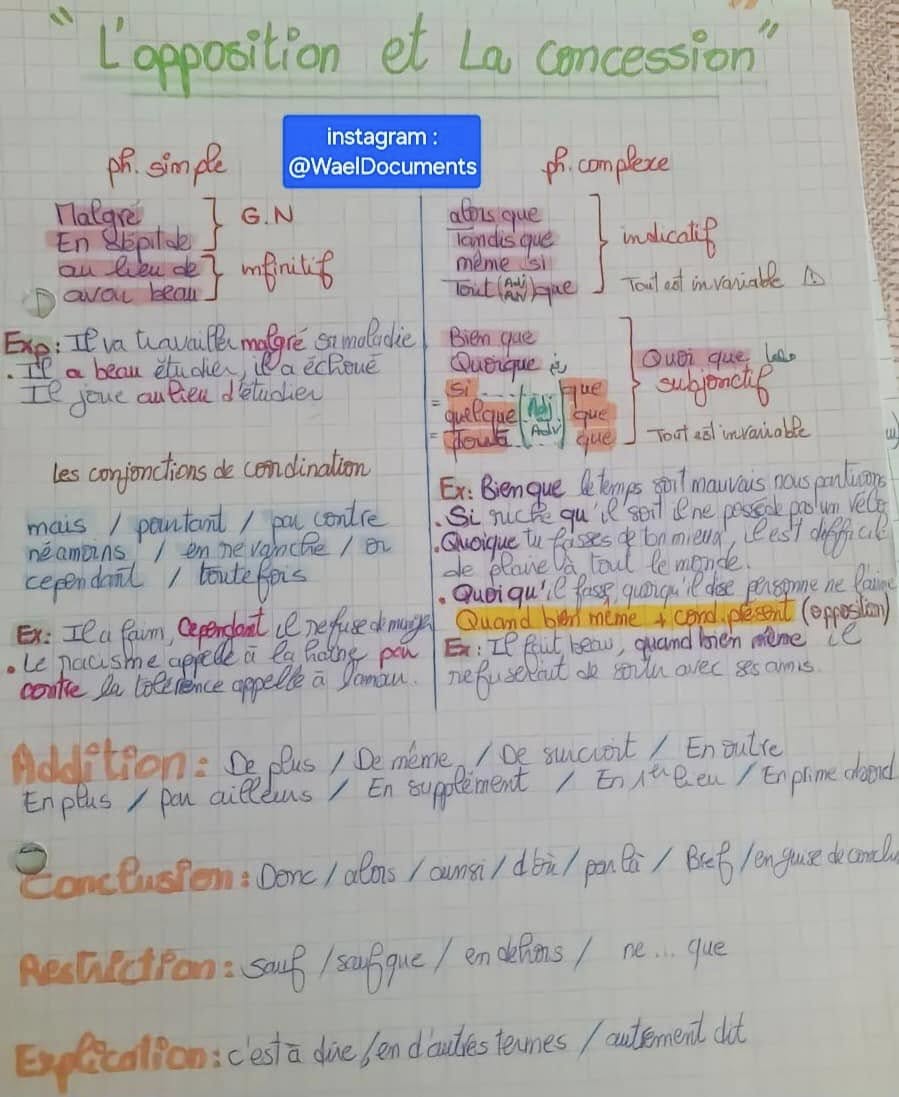 "L'opposition et La concession"
instagram :
@WaelDocuments
ph. simple
Malgré
En dépit de
G.N
au lieu de
avoir beau
infinitif
Exp: Il va travailler malgré sa maladie
. Il a beau étudier, il a échoué
Il joue au lieu d'étudier
les conjonctions de coordination
mais / pourtant / par contre
néamoins / en revanche / or
cependant / toutefois
Ex: Il a faim, Cependant il refuse de manger
. Le racisme appelle à la haine par
contre la tolérence appelle à l'amour.
ph. complexe
alors que
tandis que
même si
Tout (Adj Adv) que
indicatif
Tout est invariable
Bien que
Quoique
Si ... que
= quelque (Adj Adv) que
= Tout que
Quoi que
subjonctif
Tout est invariable
Ex: Bien que le temps soit mauvais nous partirons
. Si riche qu'il soit il ne possède pas un vélo
. Quoique tu fasses de ton mieux, il est difficile
de plaire à tout le monde.
. Quoi qu'il fasse, quoiqu'il dise personne ne l'aime
Quand bien même + cond. présent (opposition)
Ex: Il fait beau, quand bien même il
refuserait de sortir avec ses amis.
Addition: De plus / De même / De surcroit / En outre
En plus / par ailleurs / En supplément / En 1er lieu / En prime abord
Conclusion: Donc / alors / ainsi / d'où / par là / Bref / en guise de conclu
Restriction: sauf / sauf que / en dehors / ne... que
Explication: c'est à dire / en d'autres termes / autrement dit